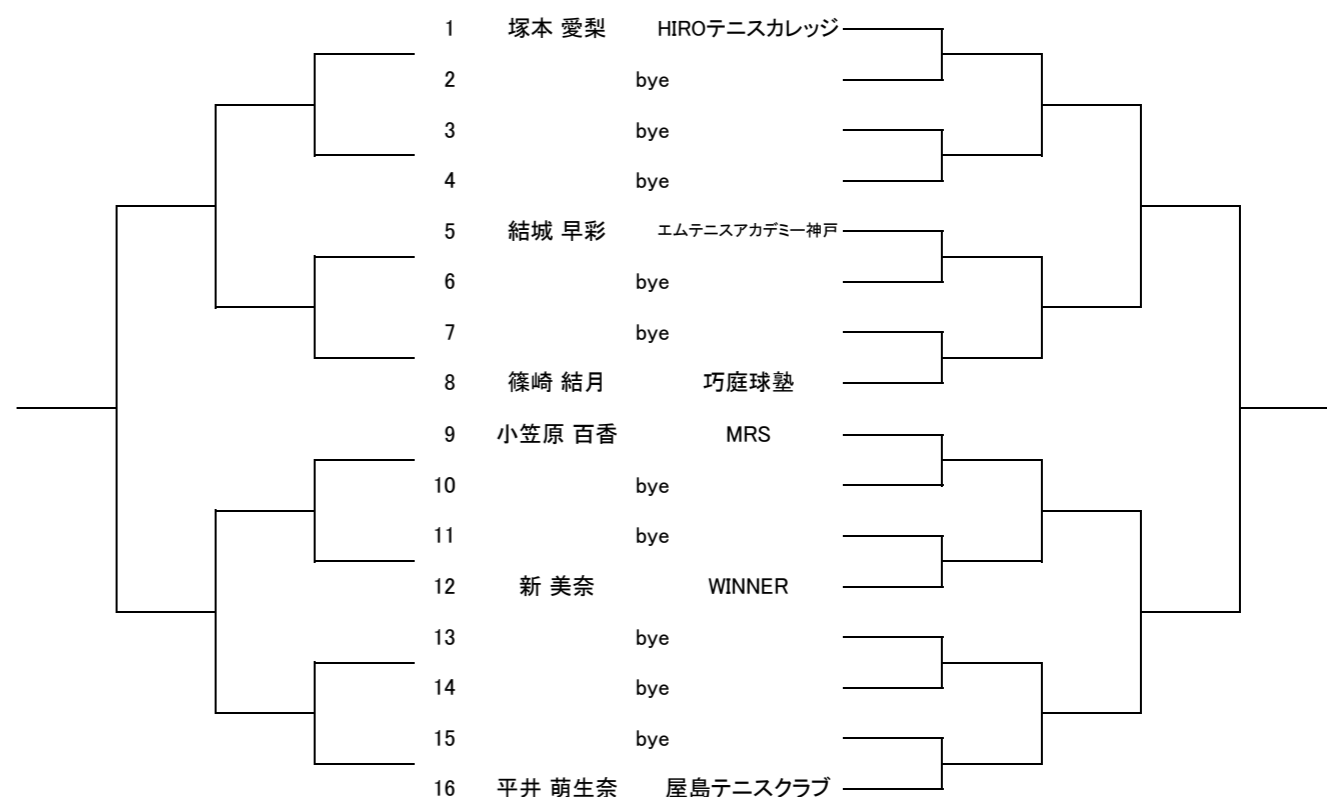 1 塚本 愛梨 HIROテニスカレッジ
2 bye
3 bye
4 bye
5 結城 早彩 エムテニスアカデミー神戸
6 bye
7 bye
8 篠崎 結月 巧庭球塾
9 小笠原 百香 MRS
10 bye
11 bye
12 新 美奈 WINNER
13 bye
14 bye
15 bye
16 平井 萌生奈 屋島テニスクラブ